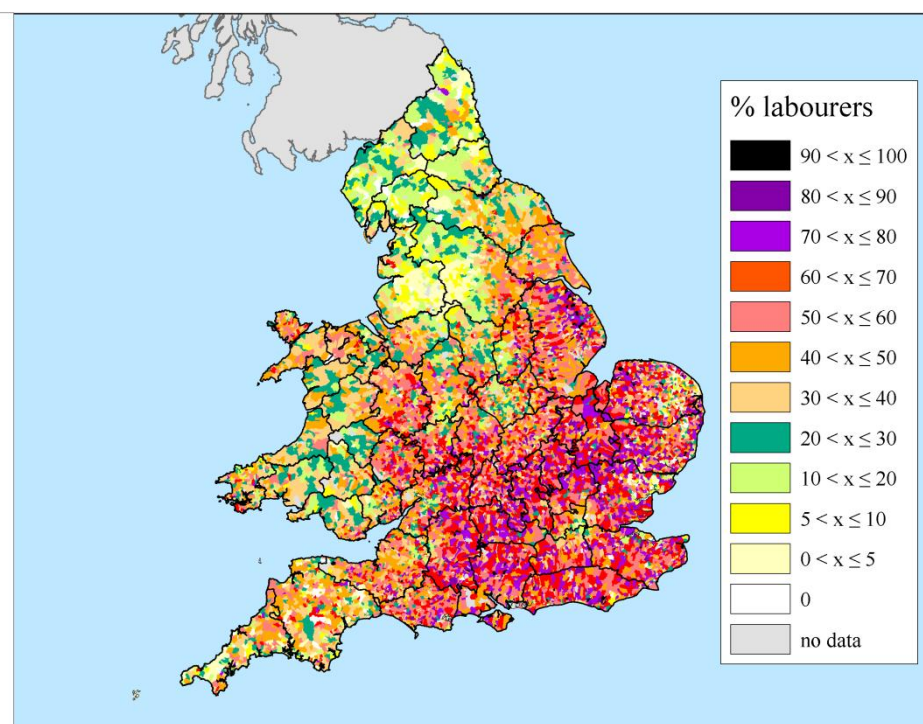 % labourers
90 < x ≤ 100
80 < x ≤ 90
70 < x ≤ 80
60 < x ≤ 70
50 < x ≤ 60
40 < x ≤ 50
30 < x ≤ 40
20 < x ≤ 30
10 < x ≤ 20
5 < x ≤ 10
0 < x ≤ 5
0
no data